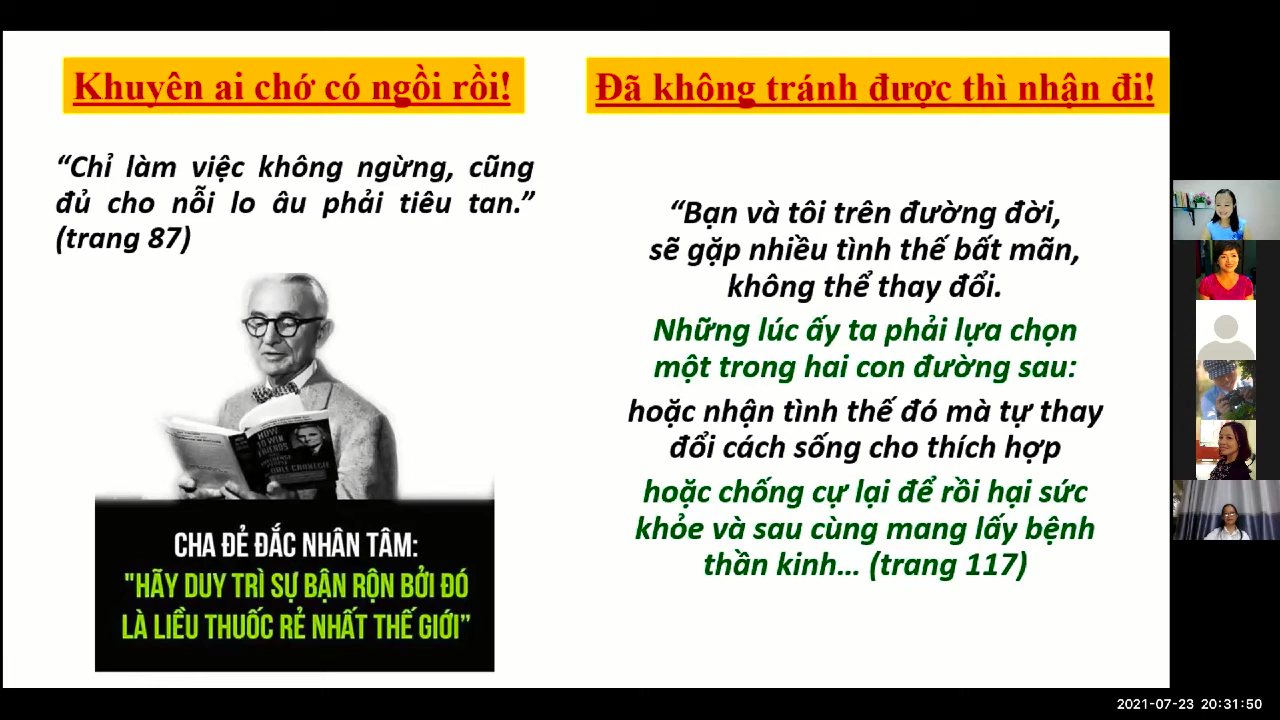 Khuyên ai chớ có ngồi rồi!
“Chỉ làm việc không ngừng, cũng
đủ cho nỗi lo âu phải tiêu tan.”
(trang 87)
HOW
TO WIN
FRIENDS
DALE CARNEGIE
CHA ĐẺ ĐẮC NHÂN TÂM:
"HÃY DUY TRÌ SỰ BẬN RỘN BỞI ĐÓ
LÀ LIỀU THUỐC RẺ NHẤT THẾ GIỚI”
Đã không tránh được thì nhận đi!
“Bạn và tôi trên đường đời,
sẽ gặp nhiều tình thế bất mãn,
không thể thay đổi.
Những lúc ấy ta phải lựa chọn
một trong hai con đường sau:
hoặc nhận tình thế đó mà tự thay
đổi cách sống cho thích hợp
hoặc chống cự lại để rồi hại sức
khỏe và sau cùng mang lấy bệnh
thần kinh... (trang 117)
2021-07-23 20:31:50